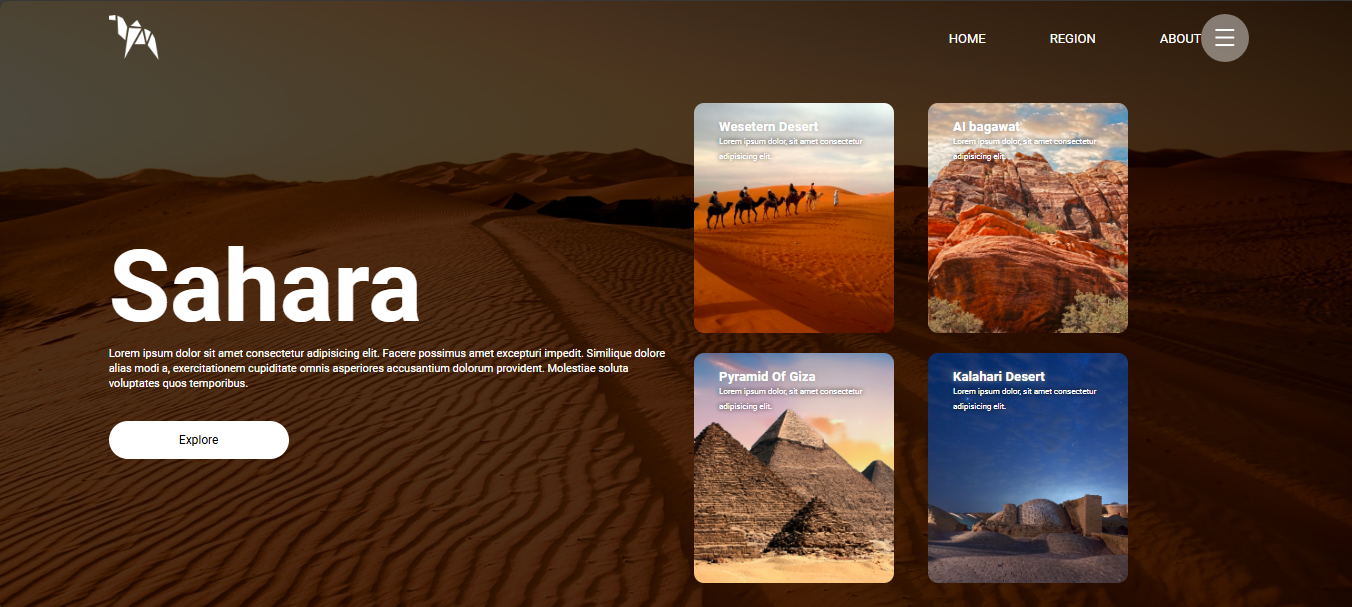 HOME REGION ABOUT
Sahara
Lorem ipsum dolor sit amet consectetur adipisicing elit. Facere possimus amet excepturi impedit. Similique dolore
alias modi a, exercitationem cupiditate omnis asperiores accusantium dolorum provident. Molestiae soluta
voluptates quos temporibus.
Explore
Wesetern Desert
Lorem ipsum dolor, sit amet consectetur
adipisicing elit.
Al bagawat
Lorem ipsum dolor, sit amet consectetur
adipisicing elit.
Pyramid Of Giza
Lorem ipsum dolor, sit amet consectetur
adipisicing elit.
Kalahari Desert
Lorem ipsum dolor, sit amet consectetur
adipisicing elit.